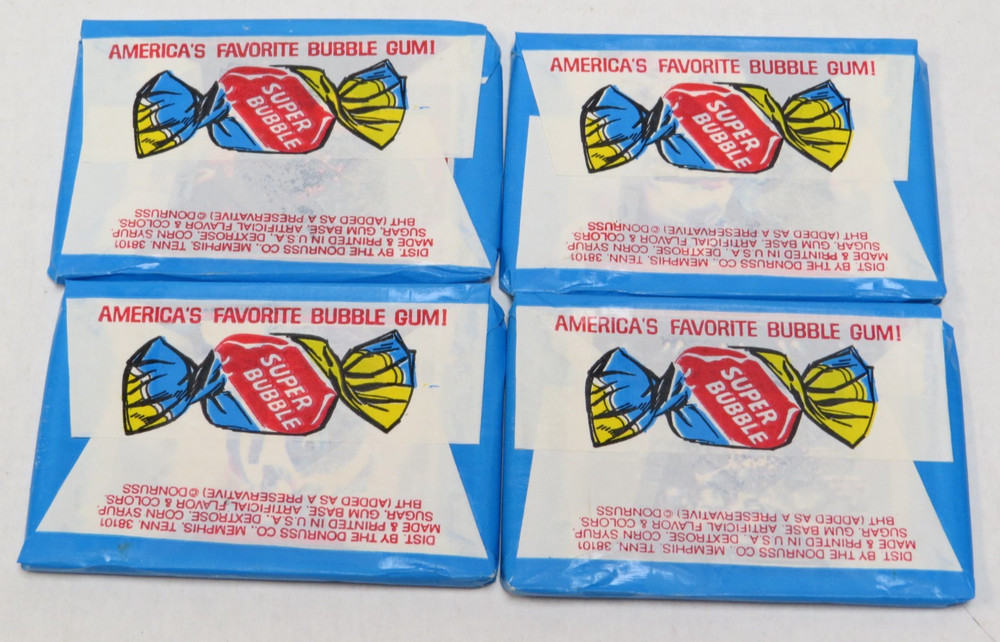 AMERICA'S FAVORITE BUBBLE GUM!
SUPER
BUBBLE
DIST. BY THE DONRUSS CO., MEMPHIS, TENN. 38101
MADE & PRINTED IN U.S.A. DEXTROSE, CORN SYRUP,
SUGAR, GUM BASE, ARTIFICIAL FLAVOR & COLORS,
BHT (ADDED AS A PRESERVATIVE) © DONRUSS
AMERICA'S FAVORITE BUBBLE GUM!
SUPER
BUBBLE
DIST. BY THE DONRUSS CO., MEMPHIS, TENN. 38101
MADE & PRINTED IN U.S.A. DEXTROSE, CORN SYRUP,
SUGAR, GUM BASE, ARTIFICIAL FLAVOR & COLORS
BHT (ADDED AS A PRESERVATIVE) © DONRUSS
AMERICA'S FAVORITE BUBBLE GUM!
SUPER
BUBBLE
DIST. BY THE DONRUSS CO., MEMPHIS, TENN. 38101
MADE & PRINTED IN U.S.A. DEXTROSE, CORN SYRUP,
SUGAR, GUM BASE, ARTIFICIAL FLAVOR & COLORS,
BHT (ADDED AS A PRESERVATIVE) © DONRUSS
AMERICA'S FAVORITE BUBBLE GUM!
SUPER
BUBBLE
DIST. BY THE DONRUSS CO., MEMPHIS, TENN. 38101
MADE & PRINTED IN U.S.A. DEXTROSE, CORN SYRUP,
SUGAR, GUM BASE, ARTIFICIAL FLAVOR & COLORS
BHT (ADDED AS A PRESERVATIVE) © DONRUSS